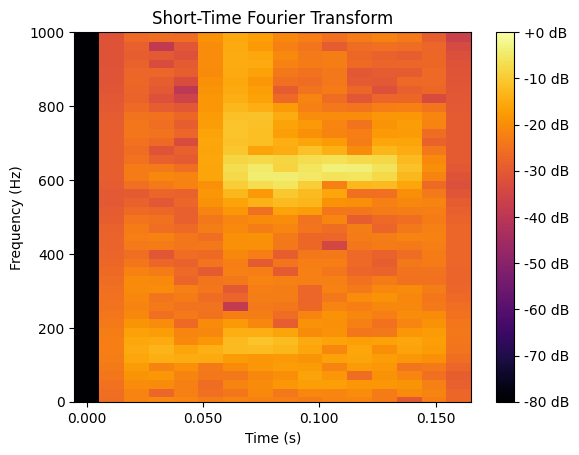 Short-Time Fourier Transform
1000
800
600
400
200
0
Frequency (Hz)
0.000
0.050
0.100
0.150
Time (s)
+0 dB
-10 dB
-20 dB
-30 dB
-40 dB
-50 dB
-60 dB
-70 dB
-80 dB